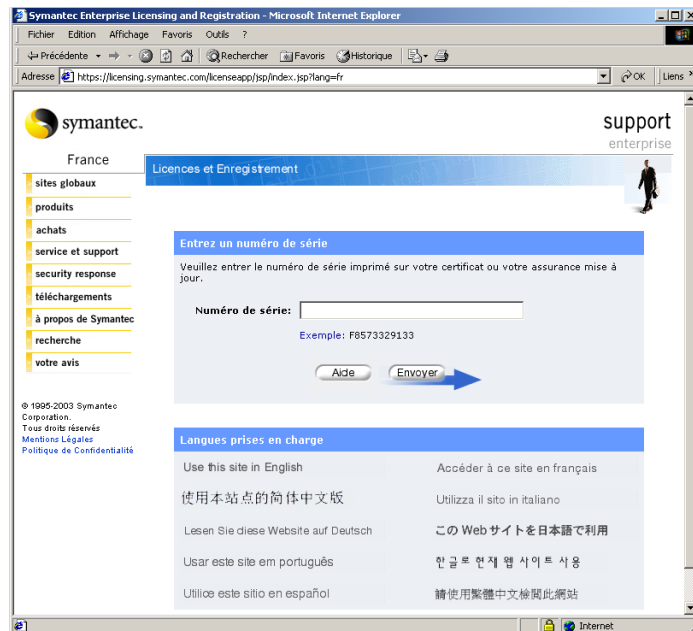 Symantec Enterprise Licensing and Registration - Microsoft Internet Explorer
Fichier Edition Affichage Favoris Outils ?
Précédente Rechercher Favoris Historique
Adresse https://licensing.symantec.com/licenseapp/jsp/index.jsp?lang=fr OK Liens »
symantec.
support
enterprise
France
Licences et Enregistrement
sites globaux
produits
achats
service et support
security response
téléchargements
à propos de Symantec
recherche
votre avis
© 1995-2003 Symantec
Corporation.
Tous droits réservés
Mentions Légales
Politique de Confidentialité
Entrez un numéro de série
Veuillez entrer le numéro de série imprimé sur votre certificat ou votre assurance mise à
jour.
Numéro de série:
Exemple: F8573329133
Aide Envoyer
Langues prises en charge
Use this site in English Accéder à ce site en français
使用本站点的简体中文版 Utilizza il sito in italiano
Lesen Sie diese Website auf Deutsch この Web サイトを日本語で利用
Usar este site em português 한글로 현재 웹 사이트 사용
Utilice este sitio en español 請使用繁體中文檢閱此網站
Internet